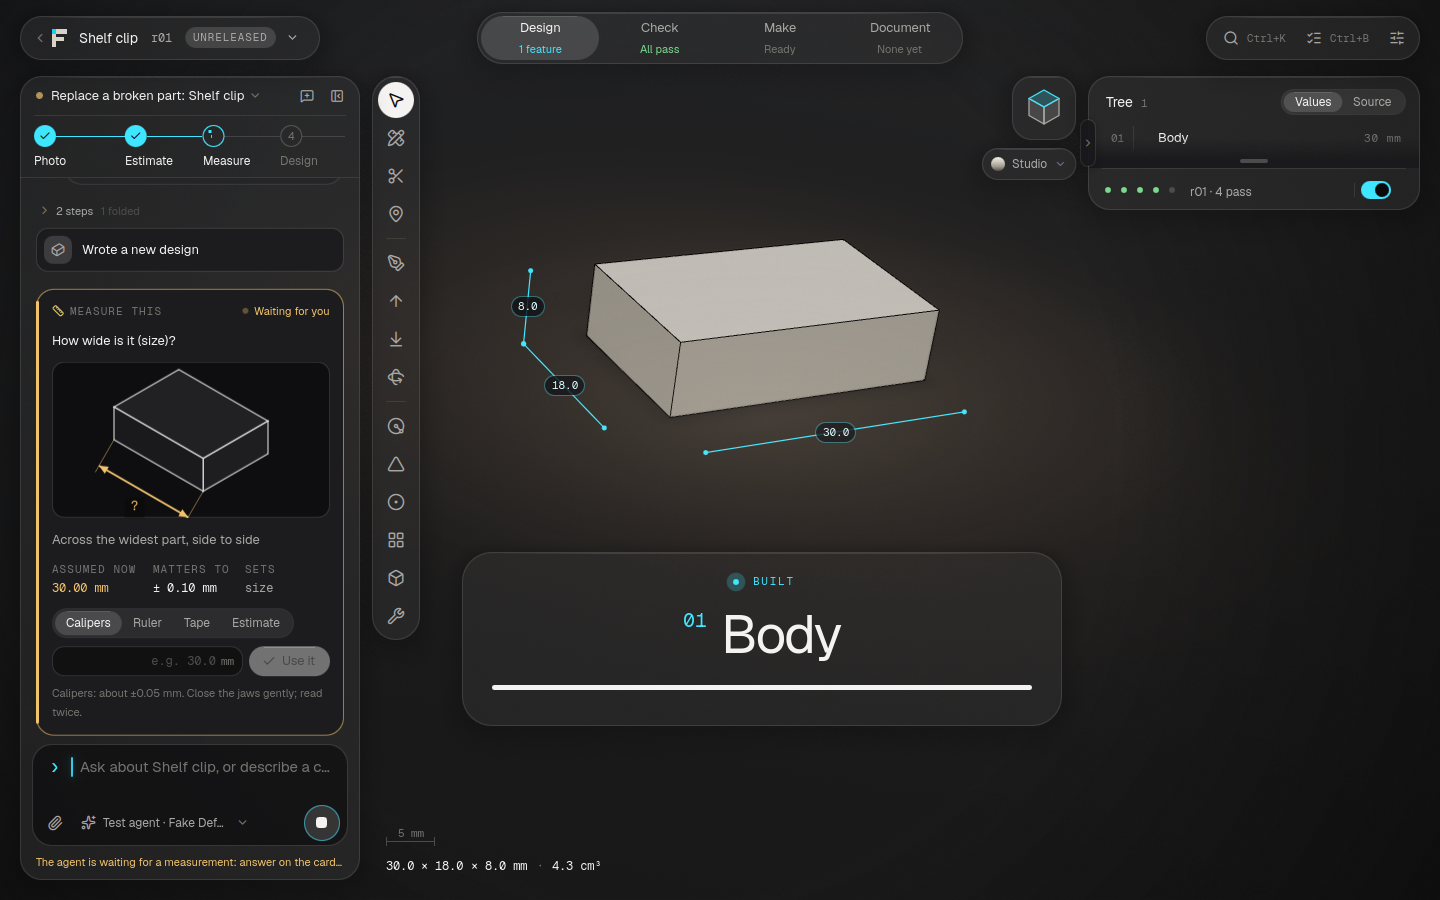 Shelf clip r01 UNRELEASED
Design
1 feature
Check
All pass
Make
Ready
Document
None yet
Ctrl+K
Ctrl+B
Replace a broken part: Shelf clip
4
Photo
Estimate
Measure
Design
2 steps 1 folded
Wrote a new design
MEASURE THIS
Waiting for you
How wide is it (size)?
?
Across the widest part, side to side
ASSUMED NOW MATTERS TO SETS
30.00 mm ± 0.10 mm size
Calipers Ruler Tape Estimate
e.g. 30.0 mm
Use it
Calipers: about ±0.05 mm. Close the jaws gently; read
twice.
Ask about Shelf clip, or describe a c…
Test agent · Fake Def…
The agent is waiting for a measurement: answer on the card…
8.0
18.0
30.0
BUILT
01 Body
5 mm
30.0 × 18.0 × 8.0 mm · 4.3 cm³
Studio
Tree 1
Values Source
01 Body 30 mm
r01 · 4 pass